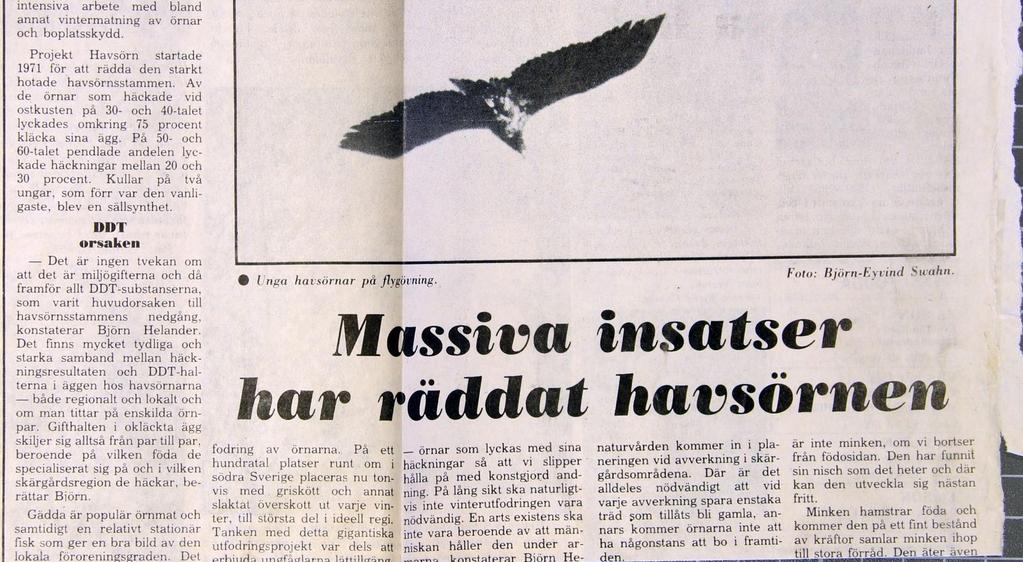 intensiva arbete med bland
annat vintermatning av örnar
och boplatsskydd.
Projekt Havsörn startade
1971 för att rädda den starkt
hotade havsörnsstammen. Av
de örnar som häckade vid
ostkusten på 30- och 40-talet
lyckades omkring 75 procent
kläcka sina ägg. På 50- och
60-talet pendlade andelen lyc-
kade häckningar mellan 20 och
30 procent. Kullar på två
ungar, som förr var den vanli-
gaste, blev en sällsynthet.
DDT
orsaken
— Det är ingen tvekan om
att det är miljögifterna och då
framför allt DDT-substanserna,
som varit huvudorsaken till
havsörnsstammens nedgång,
konstaterar Björn Helander.
Det finns mycket tydliga och
starka samband mellan häck-
ningsresultaten och DDT-hal-
terna i äggen hos havsörnarna
— både regionalt och lokalt och
om man tittar på enskilda örn-
par. Gifthalten i okläckta ägg
skiljer sig alltså från par till par,
beroende på vilken föda de
specialiserat sig på och i vilken
skärgårdsregion de häckar, be-
rättar Björn.
Gädda är populär örnmat och
samtidigt en relativt stationär
fisk som ger en bra bild av den
lokala föroreningsgraden. Det
● Unga havsörnar på flygövning.
Foto: Björn-Eyvind Swahn.
Massiva insatser
har räddat havsörnen
fodring av örnarna. På ett
hundratal platser runt om i
södra Sverige placeras nu ton-
vis med griskött och annat
slaktat överskott ut varje vin-
ter, till största del i ideell regi.
Tanken med detta gigantiska
utfodringsprojekt var dels att
erbjuda ungfåglarna lättillgäng-
— örnar som lyckas med sina
häckningar så att vi slipper
hålla på med konstgjord and-
ning. På lång sikt ska naturligt-
vis inte vinterutfodringen vara
nödvändig. En arts existens ska
inte vara beroende av att män-
niskan håller den under ar-
marna, konstaterar Björn He-
naturvården kommer in i pla-
neringen vid avverkning i skär-
gårdsområdena. Där är det
alldeles nödvändigt att vid
varje avverkning spara enstaka
träd som tillåts bli gamla, an-
nars kommer örnarna inte att
ha någonstans att bo i framti-
den.
är inte minken, om vi bortser
från födosidan. Den har funnit
sin nisch som det heter och där
kan den utveckla sig nästan
fritt.
Minken hamstrar föda och
kommer den på ett fint bestånd
av kräftor samlar minken ihop
till stora förråd. Den äter även